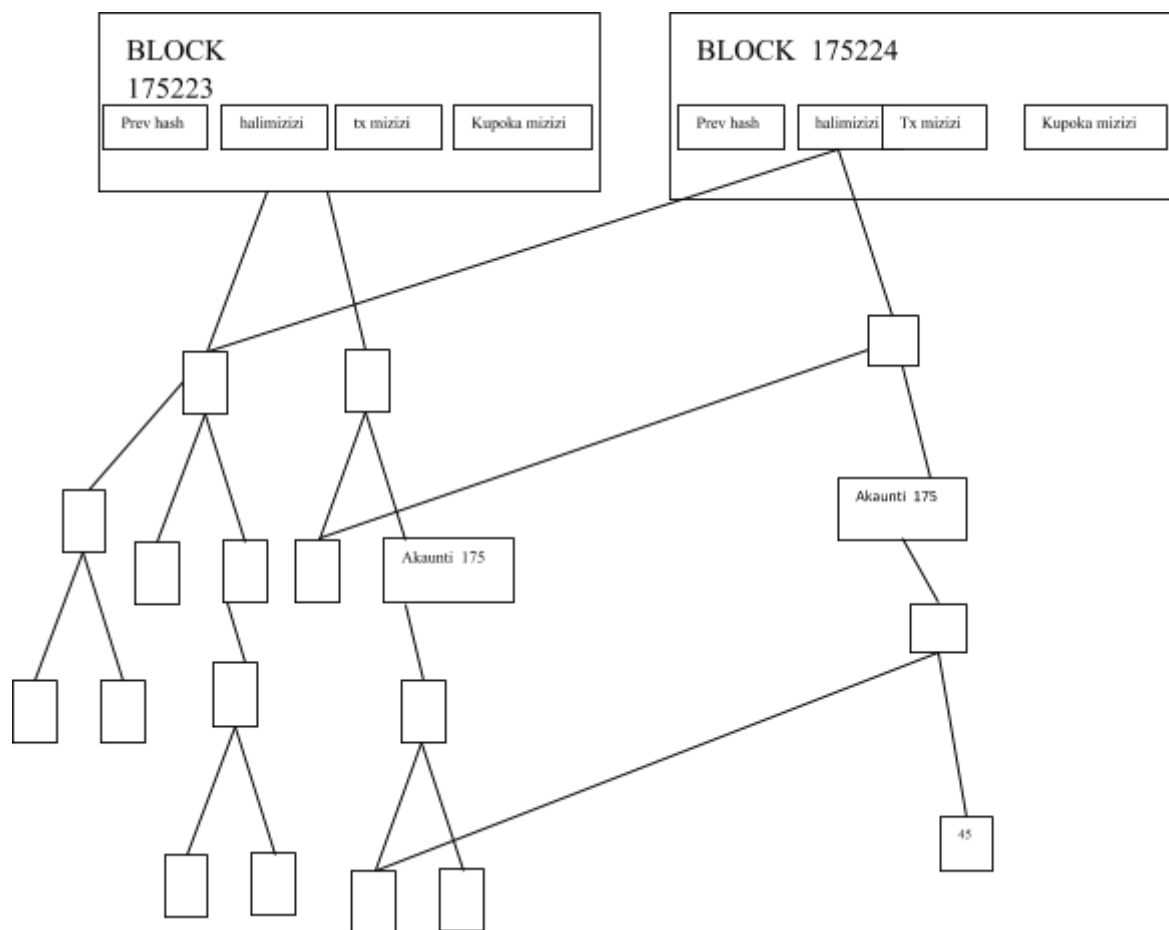 BLOCK
175223
Prev hash
halimizizi
tx mizizi
Kupoka mizizi
BLOCK 175224
Prev hash
halimizizi
Tx mizizi
Kupoka mizizi
Akaunti 175
Akaunti 175
45